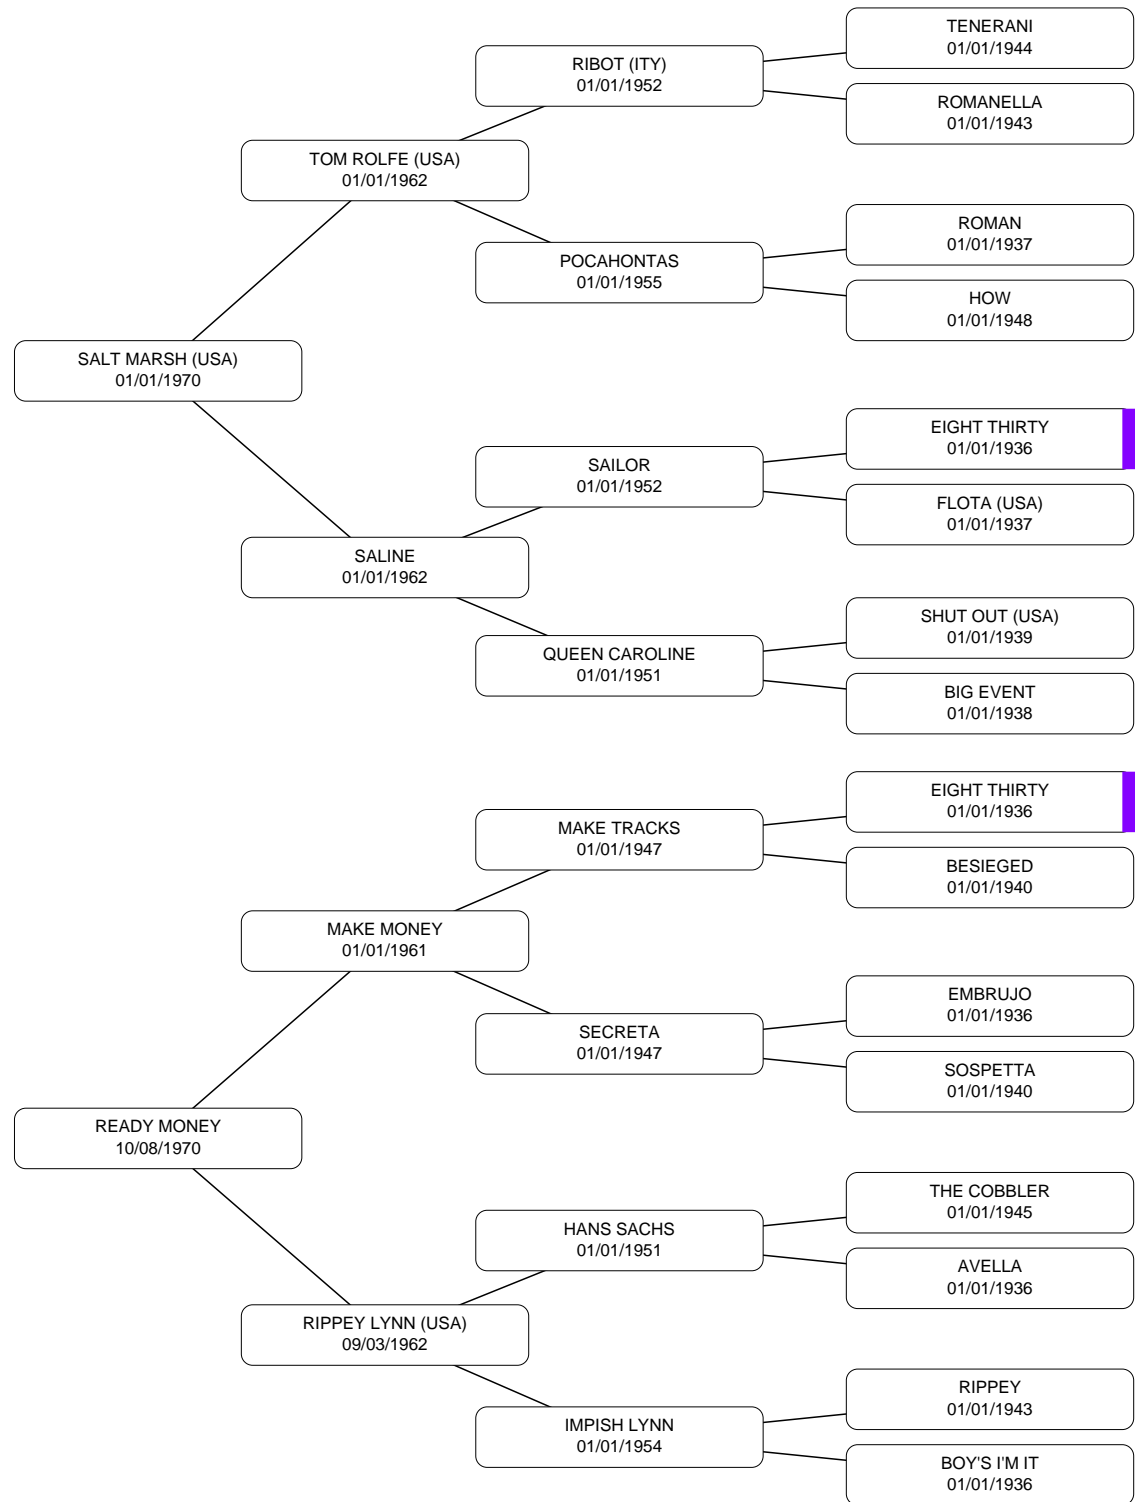 TENERANI
01/01/1944
RIBOT (ITY)
01/01/1952
ROMANELLA
01/01/1943
TOM ROLFE (USA)
01/01/1962
ROMAN
01/01/1937
POCAHONTAS
01/01/1955
HOW
01/01/1948
SALT MARSH (USA)
01/01/1970
EIGHT THIRTY
01/01/1936
SAILOR
01/01/1952
FLOTA (USA)
01/01/1937
SALINE
01/01/1962
SHUT OUT (USA)
01/01/1939
QUEEN CAROLINE
01/01/1951
BIG EVENT
01/01/1938
EIGHT THIRTY
01/01/1936
MAKE TRACKS
01/01/1947
BESIEGED
01/01/1940
MAKE MONEY
01/01/1961
EMBRUJO
01/01/1936
SECRETA
01/01/1947
SOSPETTA
01/01/1940
READY MONEY
10/08/1970
THE COBBLER
01/01/1945
HANS SACHS
01/01/1951
AVELLA
01/01/1936
RIPPEY LYNN (USA)
09/03/1962
RIPPEY
01/01/1943
IMPISH LYNN
01/01/1954
BOY'S I'M IT
01/01/1936